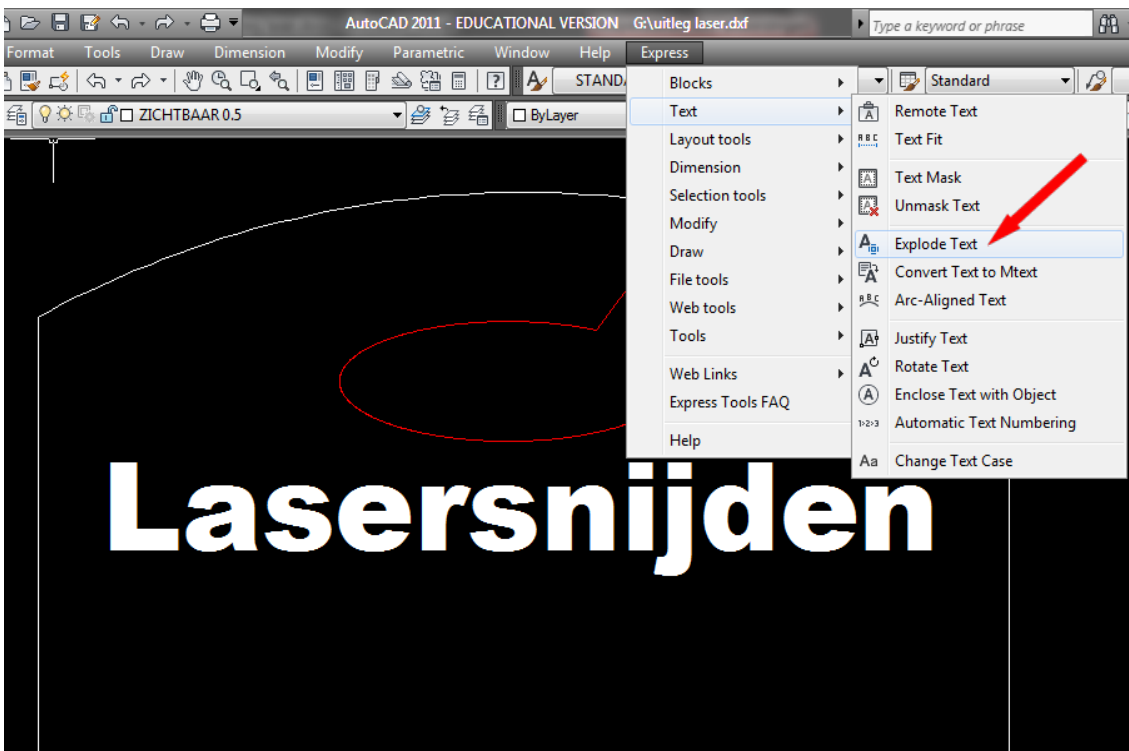 AutoCAD 2011 - EDUCATIONAL VERSION G:\uitleg laser.dxf Type a keyword or phrase
Format Tools Draw Dimension Modify Parametric Window Help Express
STANDA Standard
ZICHTBAAR 0.5 ByLayer
Blocks
Text
Layout tools
Dimension
Selection tools
Modify
Draw
File tools
Web tools
Tools
Web Links
Express Tools FAQ
Help
Remote Text
Text Fit
Text Mask
Unmask Text
Explode Text
Convert Text to Mtext
Arc-Aligned Text
Justify Text
Rotate Text
Enclose Text with Object
Automatic Text Numbering
Change Text Case
Lasersnijden